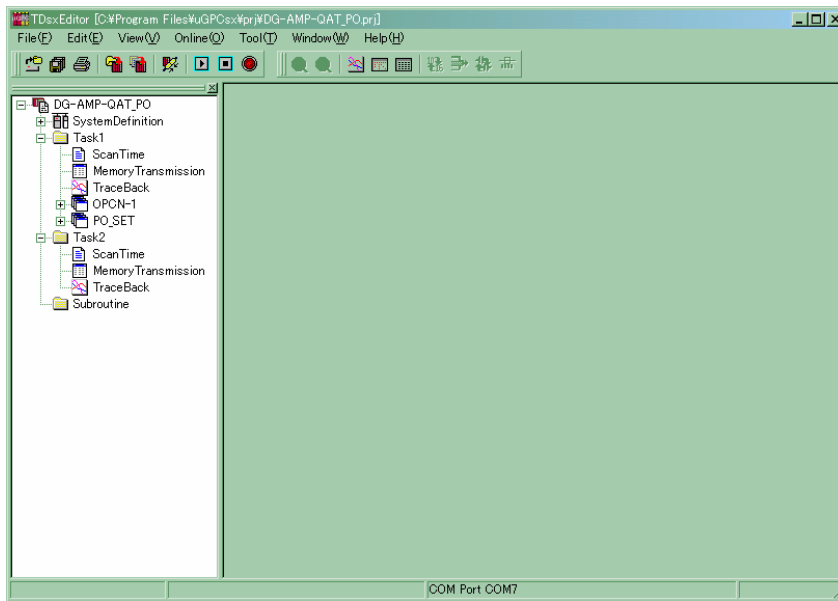 TDsxEditor [C:¥Program Files¥uGPCsx¥prj¥DG-AMP-QAT_PO.prj]
File(F) Edit(E) View(V) Online(O) Tool(T) Window(W) Help(H)
DG-AMP-QAT_PO
SystemDefinition
Task1
ScanTime
MemoryTransmission
TraceBack
OPCN-1
PO_SET
Task2
ScanTime
MemoryTransmission
TraceBack
Subroutine
COM Port COM7